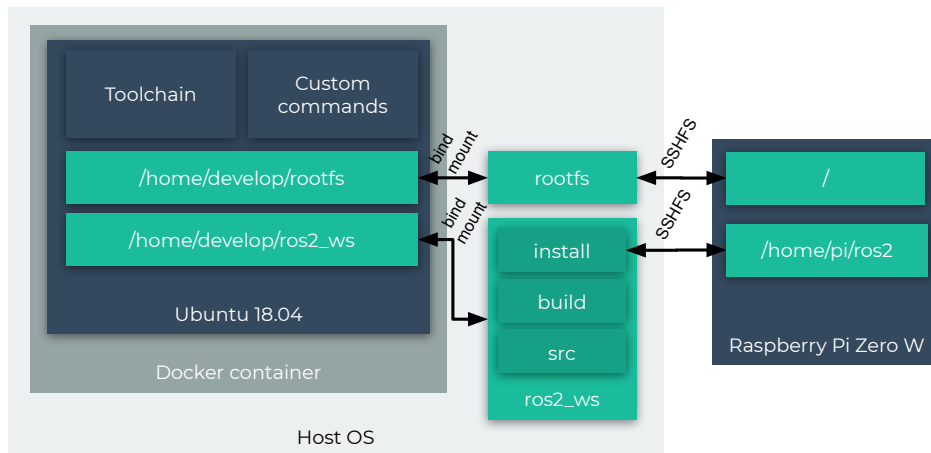 Toolchain
Custom
commands
bind
mount
SSHFS
/home/develop/rootfs
rootfs
/
bind
mount
SSHFS
/home/develop/ros2_ws
install
/home/pi/ros2
build
Ubuntu 18.04
src
Raspberry Pi Zero W
Docker container
ros2_ws
Host OS